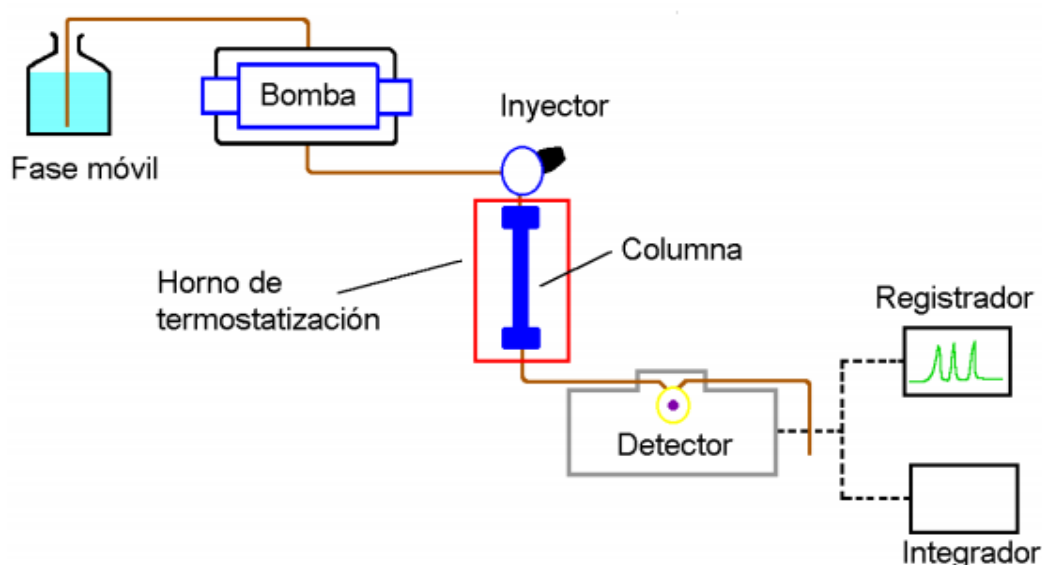 Bomba
Inyector
Fase móvil
Columna
Horno de
termostatización
Registrador
Detector
Integrador